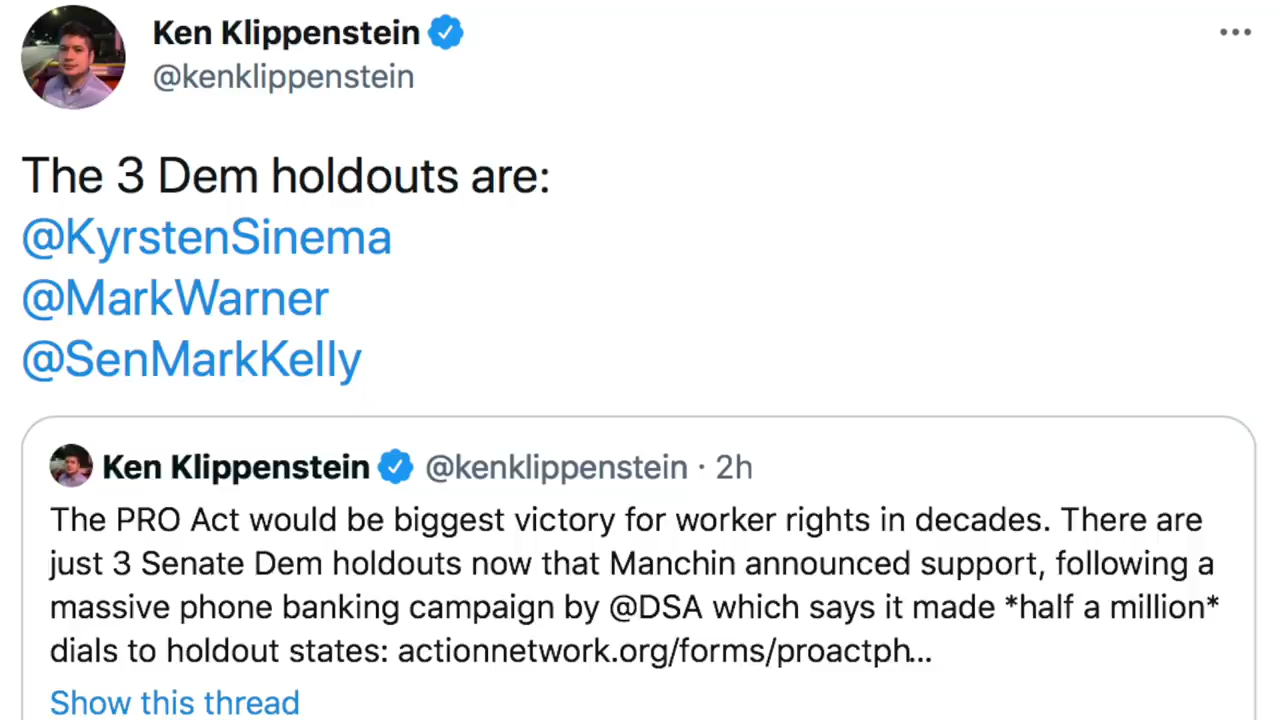 Ken Klippenstein
@kenklippenstein
The 3 Dem holdouts are:
@KyrstenSinema
@MarkWarner
@SenMarkKelly
Ken Klippenstein @kenklippenstein · 2h
The PRO Act would be biggest victory for worker rights in decades. There are
just 3 Senate Dem holdouts now that Manchin announced support, following a
massive phone banking campaign by @DSA which says it made *half a million*
dials to holdout states: actionnetwork.org/forms/proactph...
Show this thread